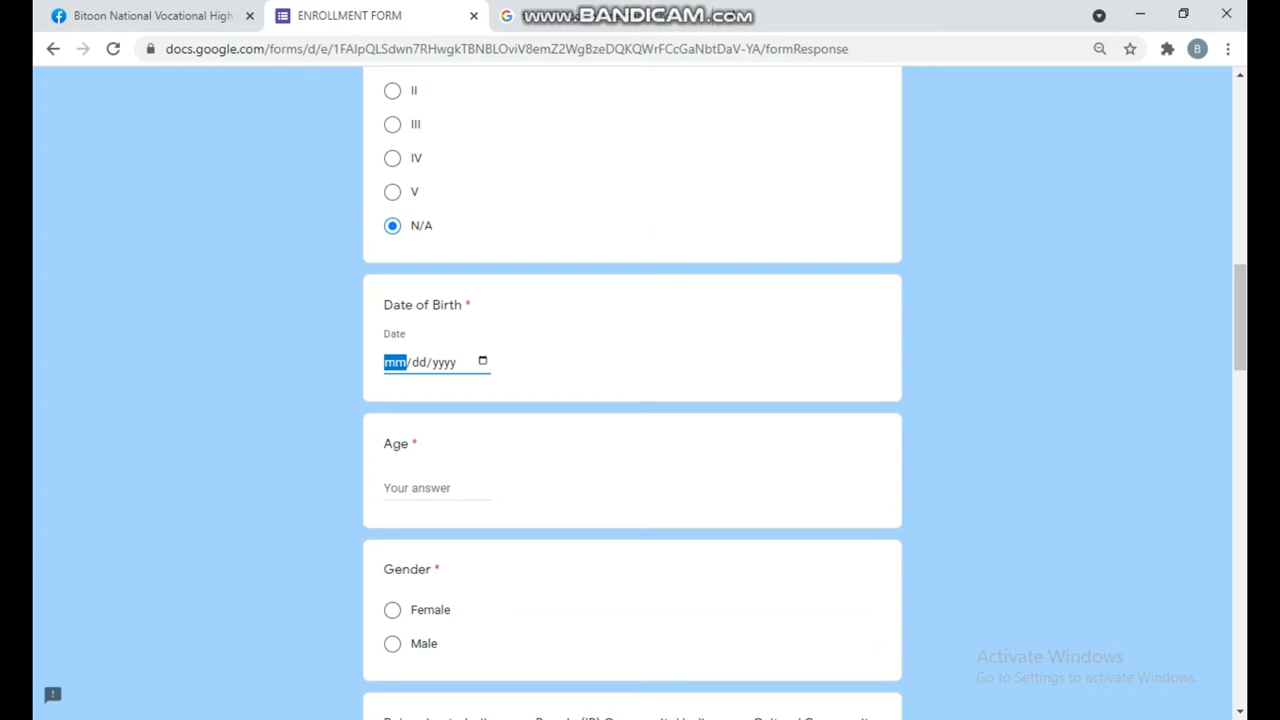 Bitoon National Vocational High
ENROLLMENT FORM
www.BANDICAM.com
docs.google.com/forms/d/e/1FAIpQLSdwn7RHwgkTBNBLOviV8emZ2WgBzeDQKQWrFCcGaNbtDaV-YA/formResponse
B
II
III
IV
V
N/A
Date of Birth *
Date
mm/dd/yyyy
Age *
Your answer
Gender *
Female
Male
Activate Windows
Go to Settings to activate Windows.